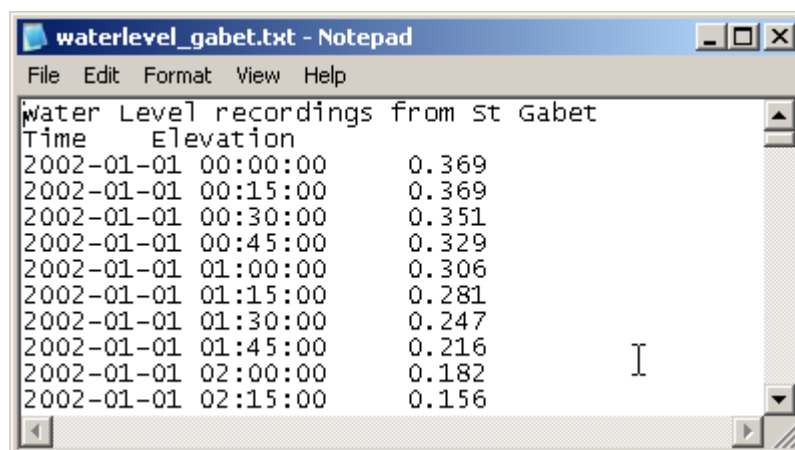 waterlevel_gabet.txt - Notepad
File Edit Format View Help
Water Level recordings from St Gabet
Time Elevation
2002-01-01 00:00:00 0.369
2002-01-01 00:15:00 0.369
2002-01-01 00:30:00 0.351
2002-01-01 00:45:00 0.329
2002-01-01 01:00:00 0.306
2002-01-01 01:15:00 0.281
2002-01-01 01:30:00 0.247
2002-01-01 01:45:00 0.216
2002-01-01 02:00:00 0.182
2002-01-01 02:15:00 0.156